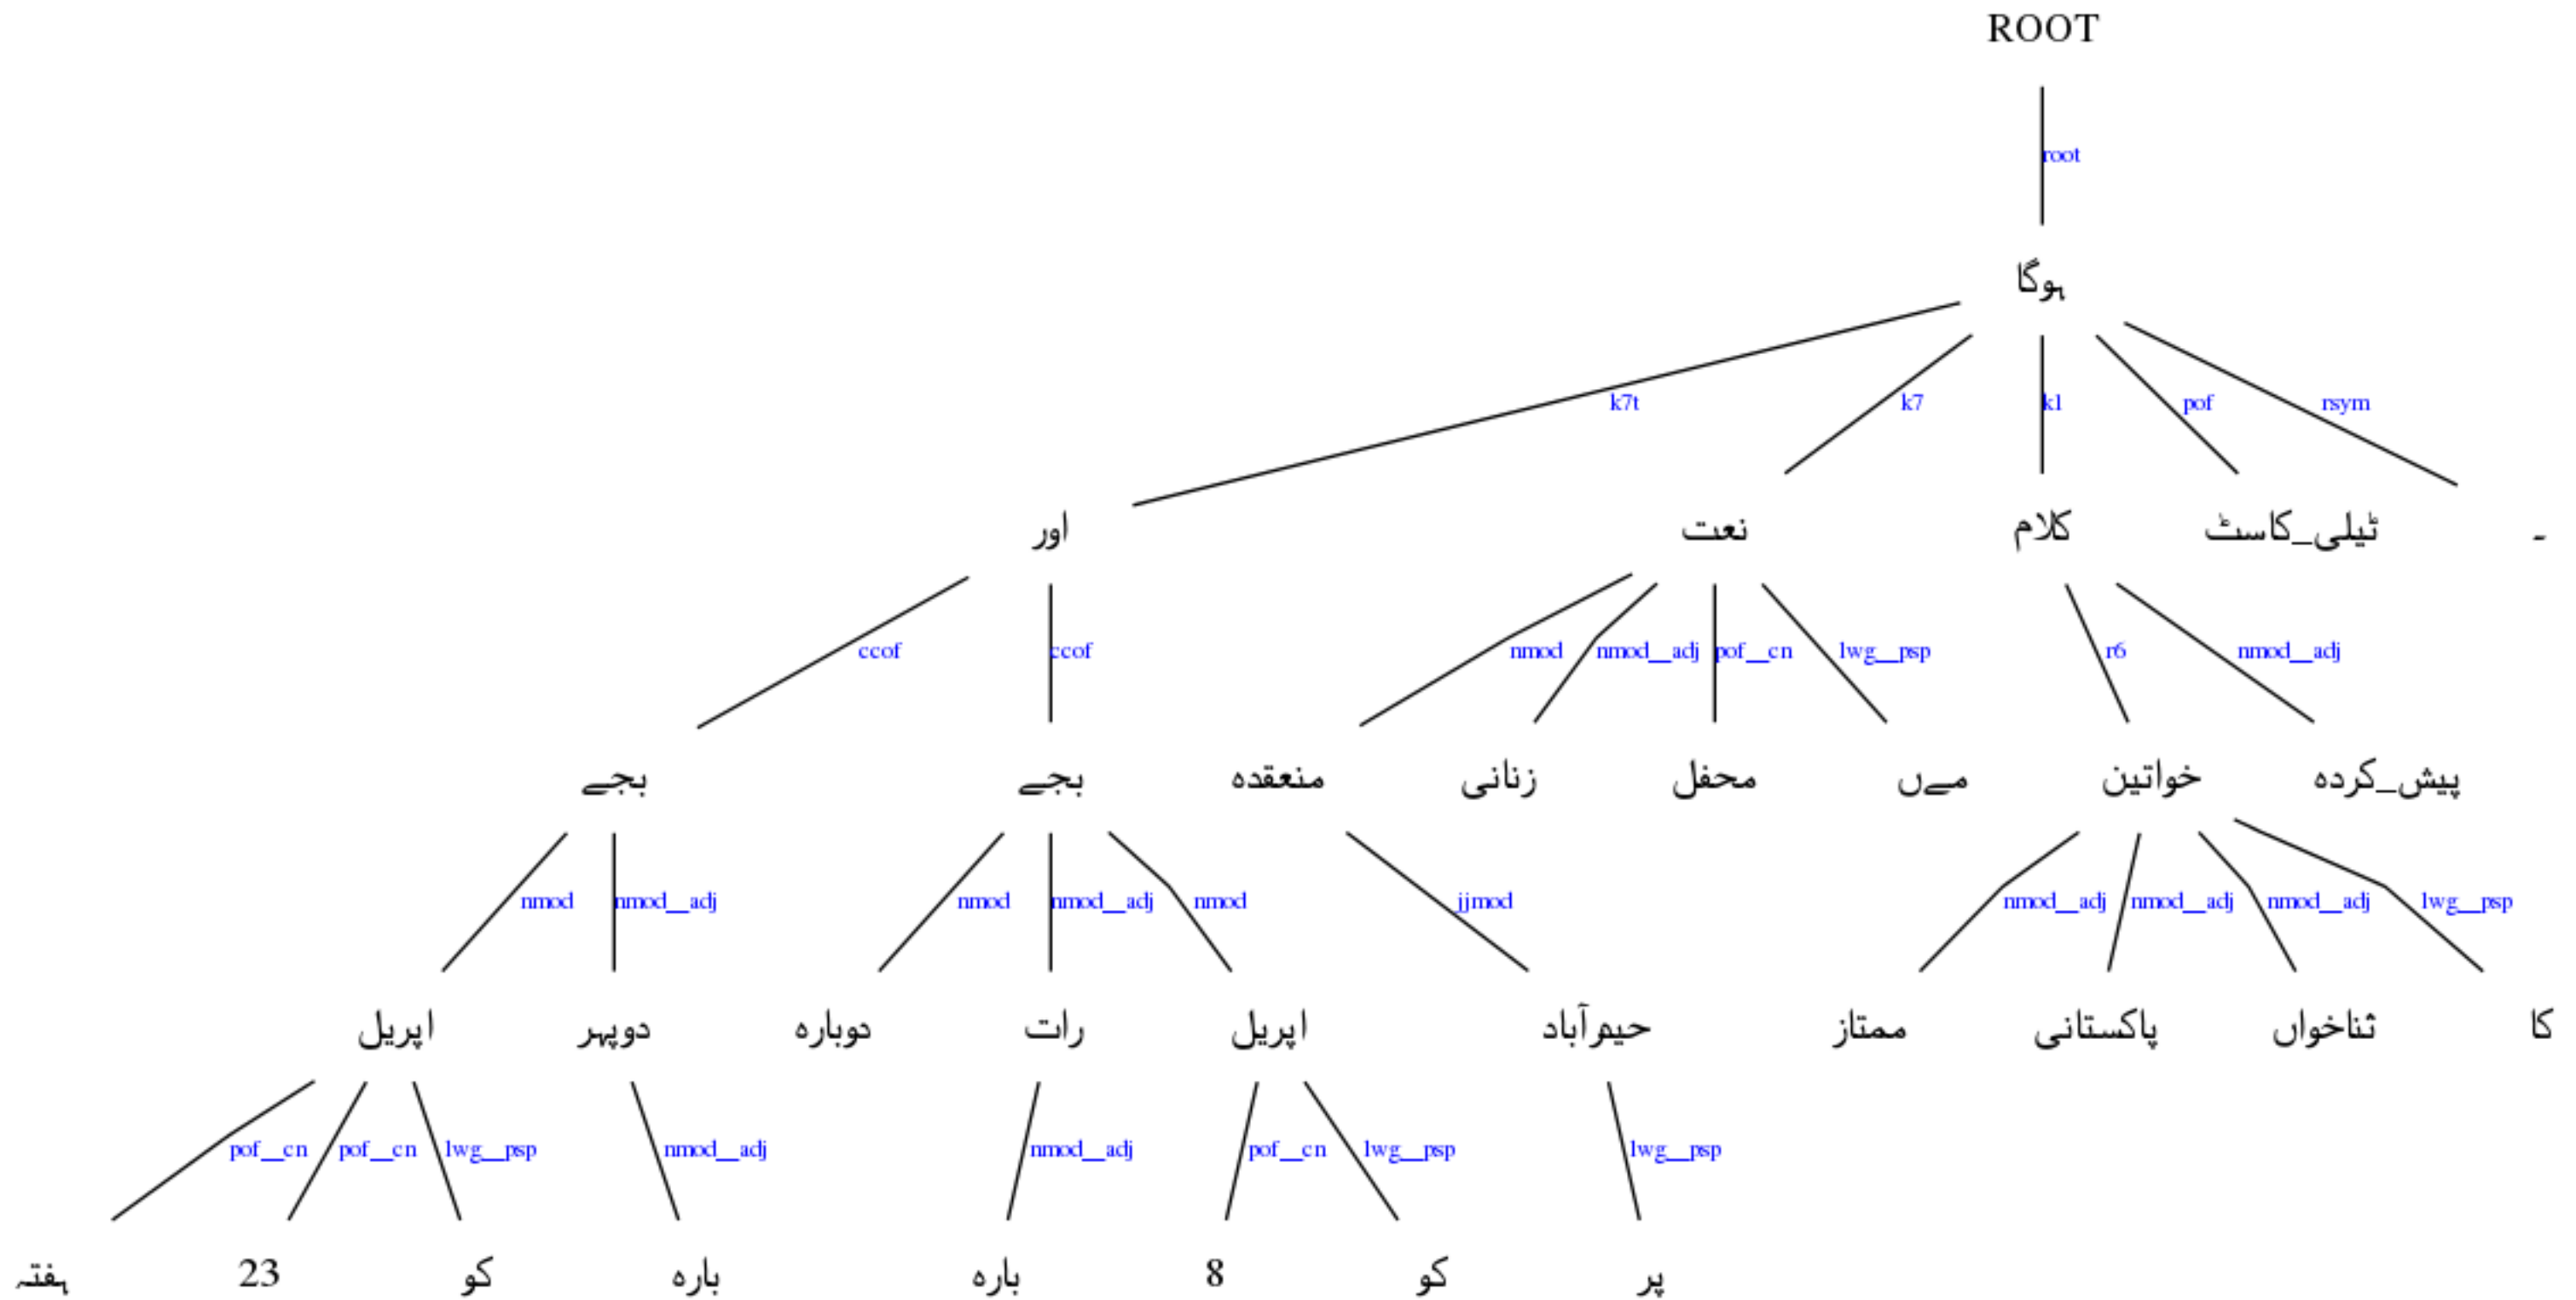 ROOT
root
ہوگا
k7t k7 k1 pof rsym
اور نعت کلام ٹیلی_کاسٹ ۔
ccof ccof nmod nmod__adj pof__cn lwg__psp r6 nmod__adj
بجے بجے منعقدہ زنانی محفل مےں خواتین پیش_کردہ
nmod nmod__adj nmod nmod__adj nmod jjmod nmod__adj nmod__adj nmod__adj lwg__psp
اپریل دوپہر دوبارہ رات اپریل ممتاز پاکستانی ثناخواں کا
pof__cn pof__cn lwg__psp nmod__adj nmod__adj pof__cn lwg__psp lwg__psp
ہفتہ 23 کو بارہ بارہ 8 کو پر